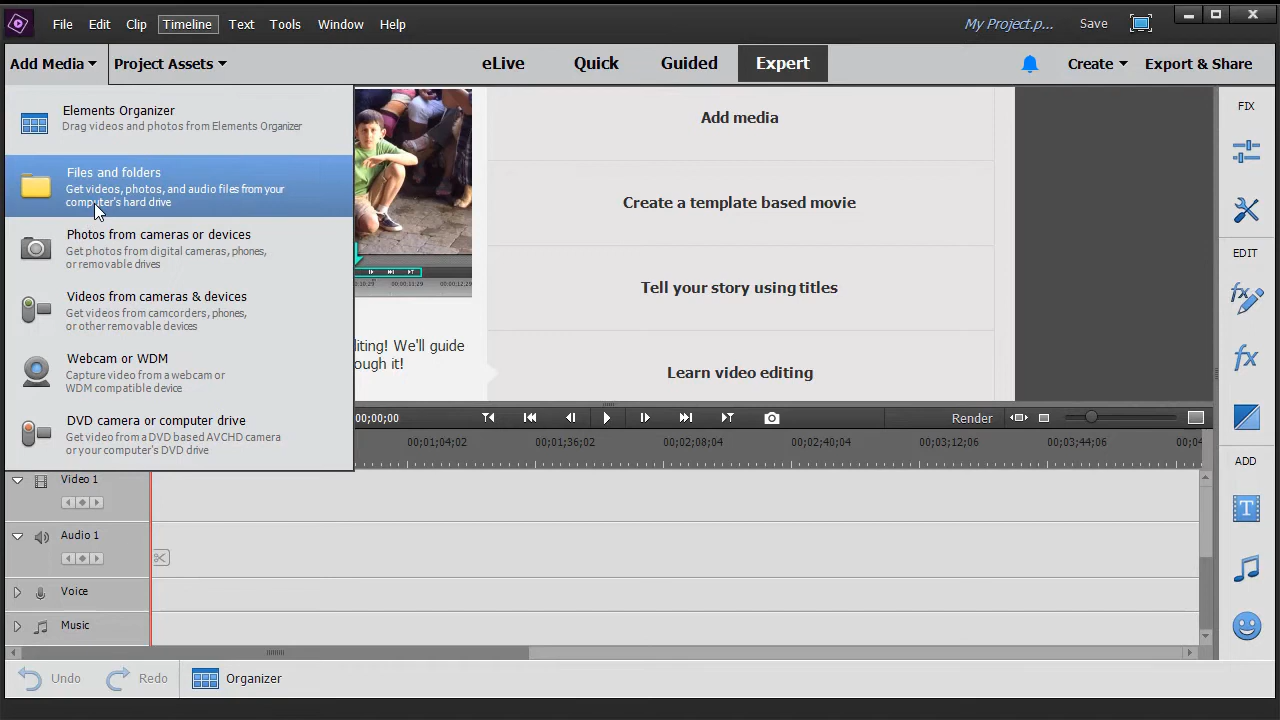 File Edit Clip Timeline Text Tools Window Help My Project.p... Save
Add Media Project Assets eLive Quick Guided Expert Create Export & Share
Elements Organizer
Drag videos and photos from Elements Organizer
Files and folders
Get videos, photos, and audio files from your
computer's hard drive
Photos from cameras or devices
Get photos from digital cameras, phones,
or removable drives
Videos from cameras & devices
Get videos from camcorders, phones,
or other removable devices
Webcam or WDM
Capture video from a webcam or
WDM compatible device
DVD camera or computer drive
Get video from a DVD based AVCHD camera
or your computer's DVD drive
iting! We'll guide
ough it!
Add media
Create a template based movie
Tell your story using titles
Learn video editing
FIX
EDIT
ADD
00;00;00 Render
00;01;04;02 00;01;36;02 00;02;08;04 00;02;40;04 00;03;12;06 00;03;44;06 00;04
Video 1
Audio 1
Voice
Music
Undo Redo Organizer